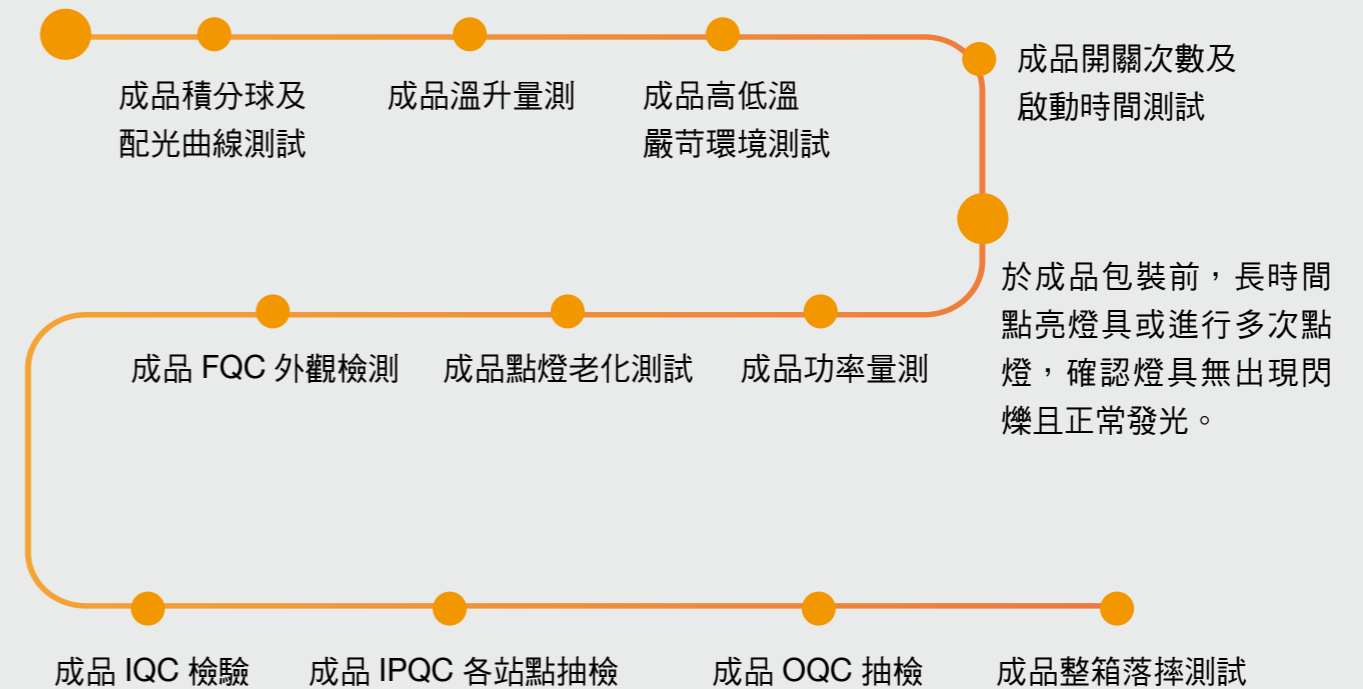 成品積分球及
配光曲線測試
成品溫升量測
成品高低溫
嚴苛環境測試
成品開關次數及
啟動時間測試
於成品包裝前，長時間
點亮燈具或進行多次點
燈，確認燈具無出現閃
爍且正常發光。
成品功率量測
成品點燈老化測試
成品 FQC 外觀檢測
成品 IQC 檢驗
成品 IPQC 各站點抽檢
成品 OQC 抽檢
成品整箱落摔測試